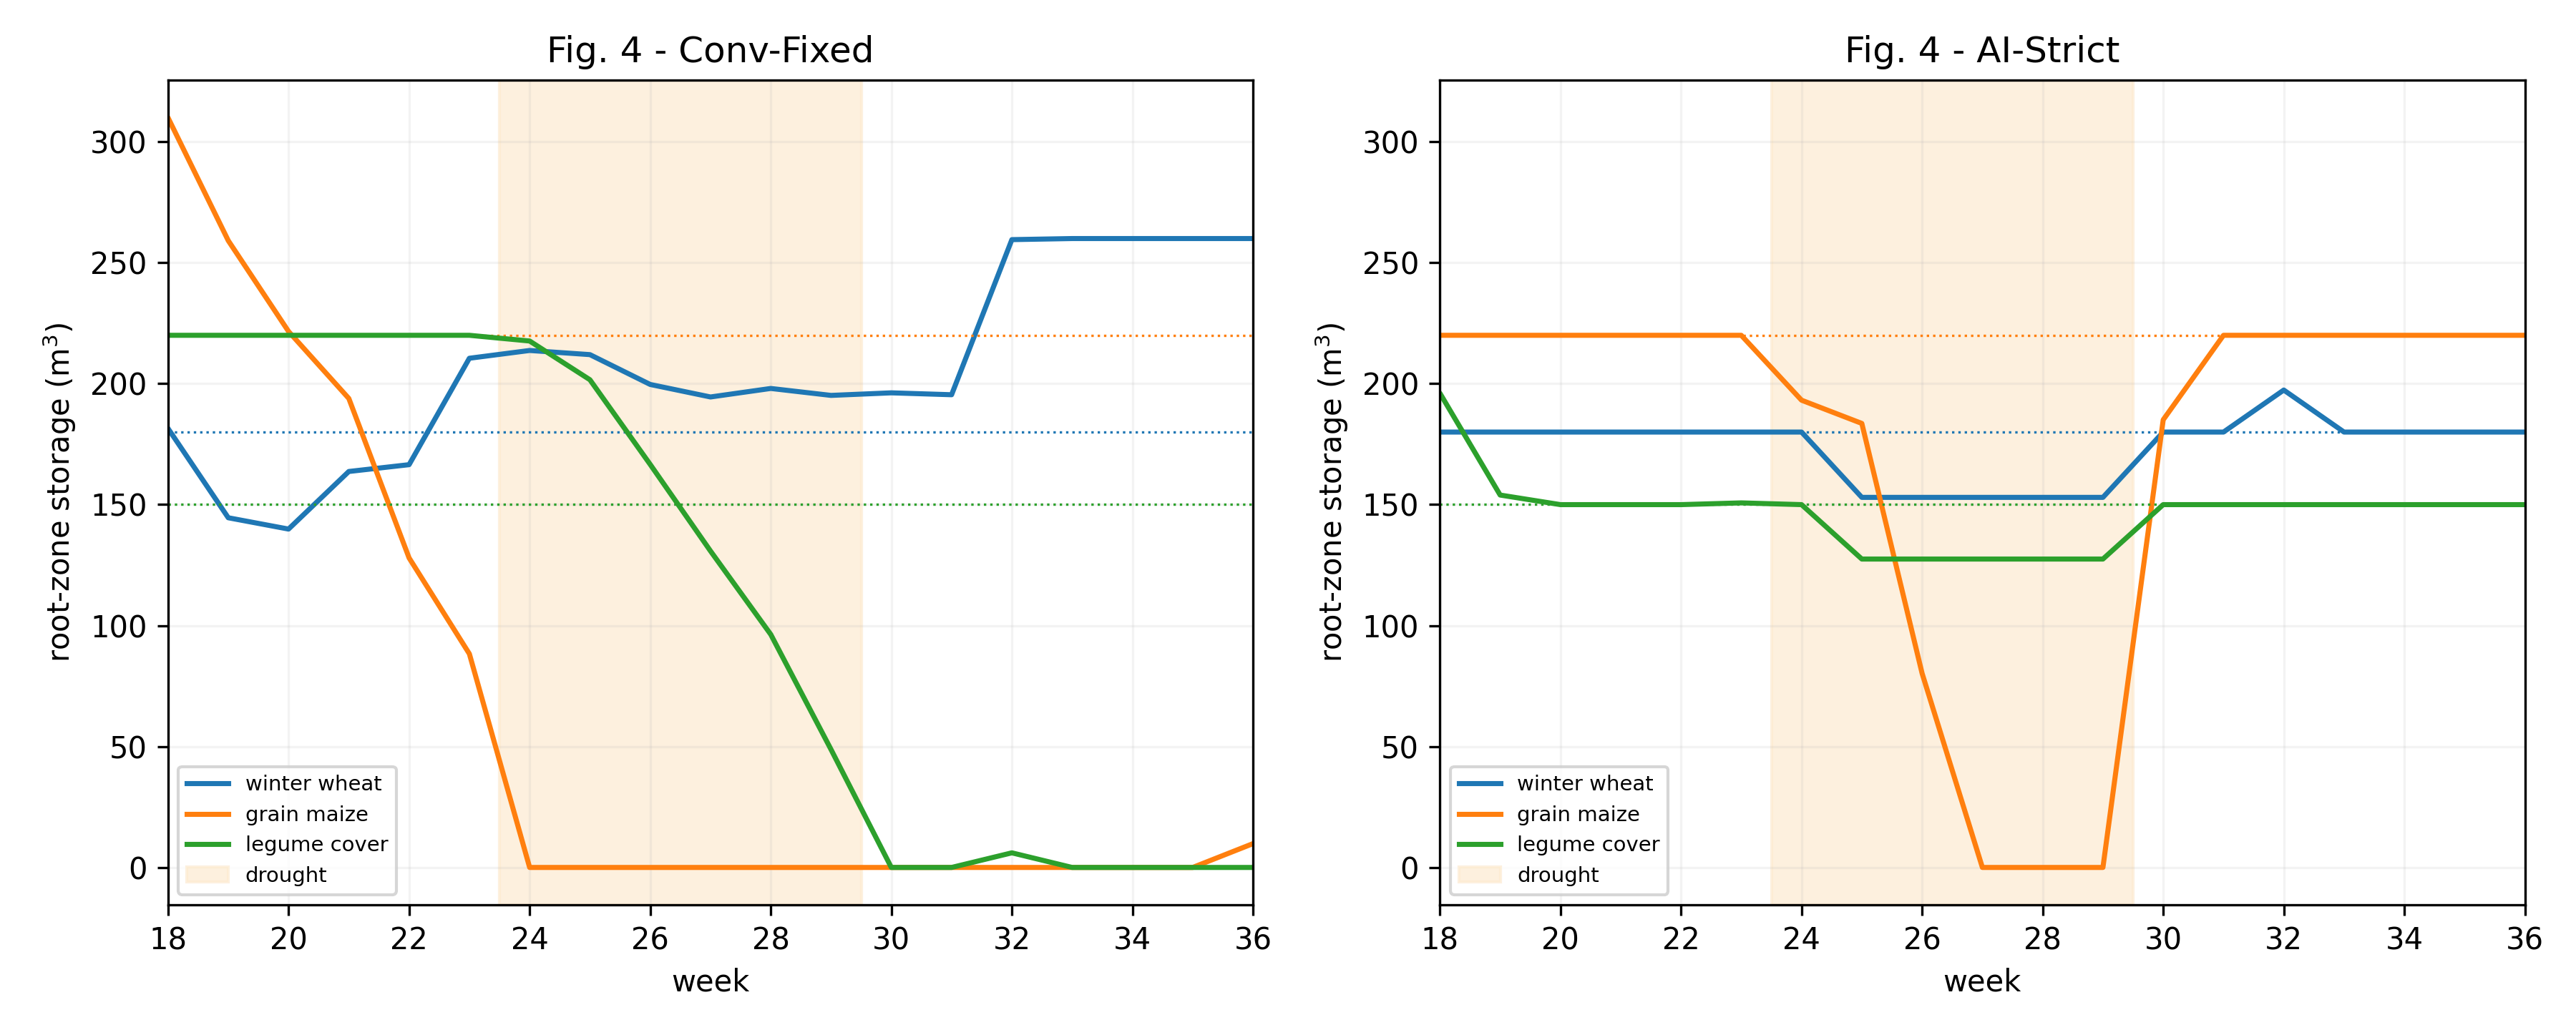 Fig. 4 - Conv-Fixed
root-zone storage (m³)
300
250
200
150
100
50
0
winter wheat
grain maize
legume cover
drought
18 20 22 24 26 28 30 32 34 36
week
Fig. 4 - AI-Strict
root-zone storage (m³)
300
250
200
150
100
50
0
winter wheat
grain maize
legume cover
drought
18 20 22 24 26 28 30 32 34 36
week